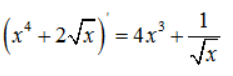 (x⁴ + 2√x)' = 4x³ + 1/√x